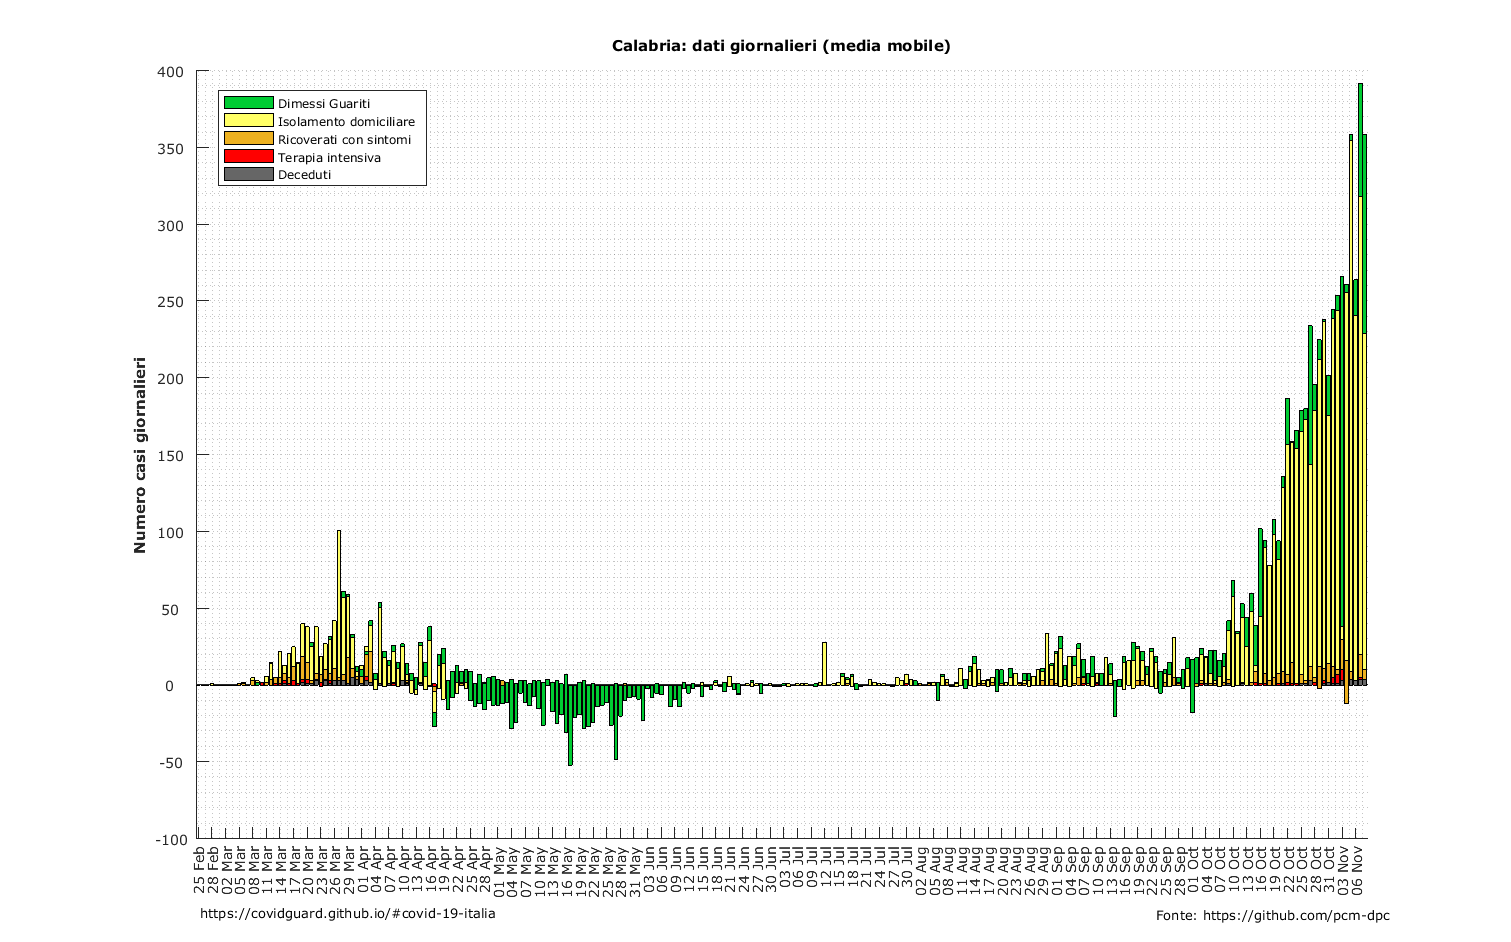 Calabria: dati giornalieri (media mobile)
400
350
300
250
200
150
100
50
0
-50
-100
Numero casi giornalieri
Dimessi Guariti
Isolamento domiciliare
Ricoverati con sintomi
Terapia intensiva
Deceduti
25 Feb
28 Feb
02 Mar
05 Mar
08 Mar
11 Mar
14 Mar
17 Mar
20 Mar
23 Mar
26 Mar
29 Mar
01 Apr
04 Apr
07 Apr
10 Apr
13 Apr
16 Apr
19 Apr
22 Apr
25 Apr
28 Apr
01 May
04 May
07 May
10 May
13 May
16 May
19 May
22 May
25 May
28 May
31 May
03 Jun
06 Jun
09 Jun
12 Jun
15 Jun
18 Jun
21 Jun
24 Jun
27 Jun
30 Jun
03 Jul
06 Jul
09 Jul
12 Jul
15 Jul
18 Jul
21 Jul
24 Jul
27 Jul
30 Jul
02 Aug
05 Aug
08 Aug
11 Aug
14 Aug
17 Aug
20 Aug
23 Aug
26 Aug
29 Aug
01 Sep
04 Sep
07 Sep
10 Sep
13 Sep
16 Sep
19 Sep
22 Sep
25 Sep
28 Sep
01 Oct
04 Oct
07 Oct
10 Oct
13 Oct
16 Oct
19 Oct
22 Oct
25 Oct
28 Oct
31 Oct
03 Nov
06 Nov
https://covidguard.github.io/#covid-19-italia
Fonte: https://github.com/pcm-dpc